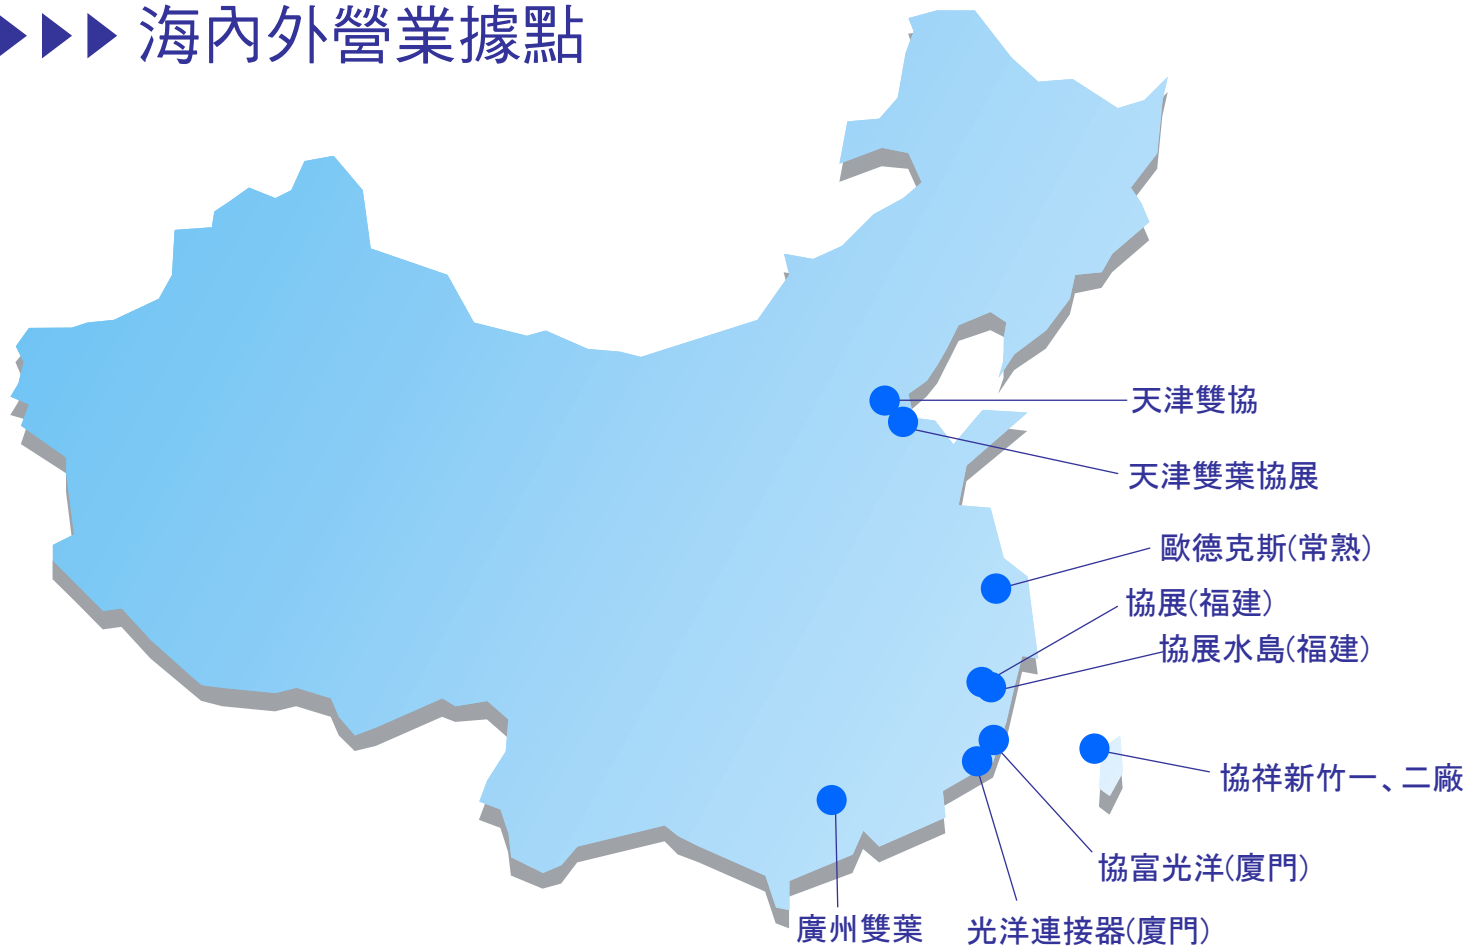 海內外營業據點
天津雙協
天津雙葉協展
歐德克斯(常熟)
協展(福建)
協展水島(福建)
協祥新竹一、二廠
協富光洋(廈門)
廣州雙葉
光洋連接器(廈門)